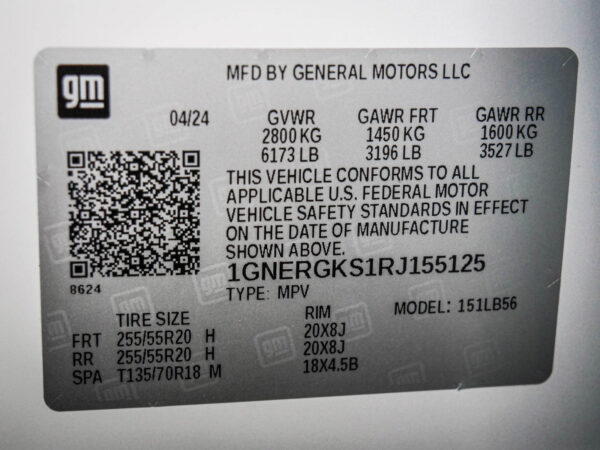 gm
MFD BY GENERAL MOTORS LLC
04/24 GVWR GAWR FRT GAWR RR
2800 KG 1450 KG 1600 KG
6173 LB 3196 LB 3527 LB
THIS VEHICLE CONFORMS TO ALL
APPLICABLE U.S. FEDERAL MOTOR
VEHICLE SAFETY STANDARDS IN EFFECT
ON THE DATE OF MANUFACTURE
SHOWN ABOVE.
1GNERGKS1RJ155125
8624
TYPE: MPV
MODEL: 151LB56
TIRE SIZE RIM
FRT 255/55R20 H 20X8J
RR 255/55R20 H 20X8J
SPA T135/70R18 M 18X4.5B